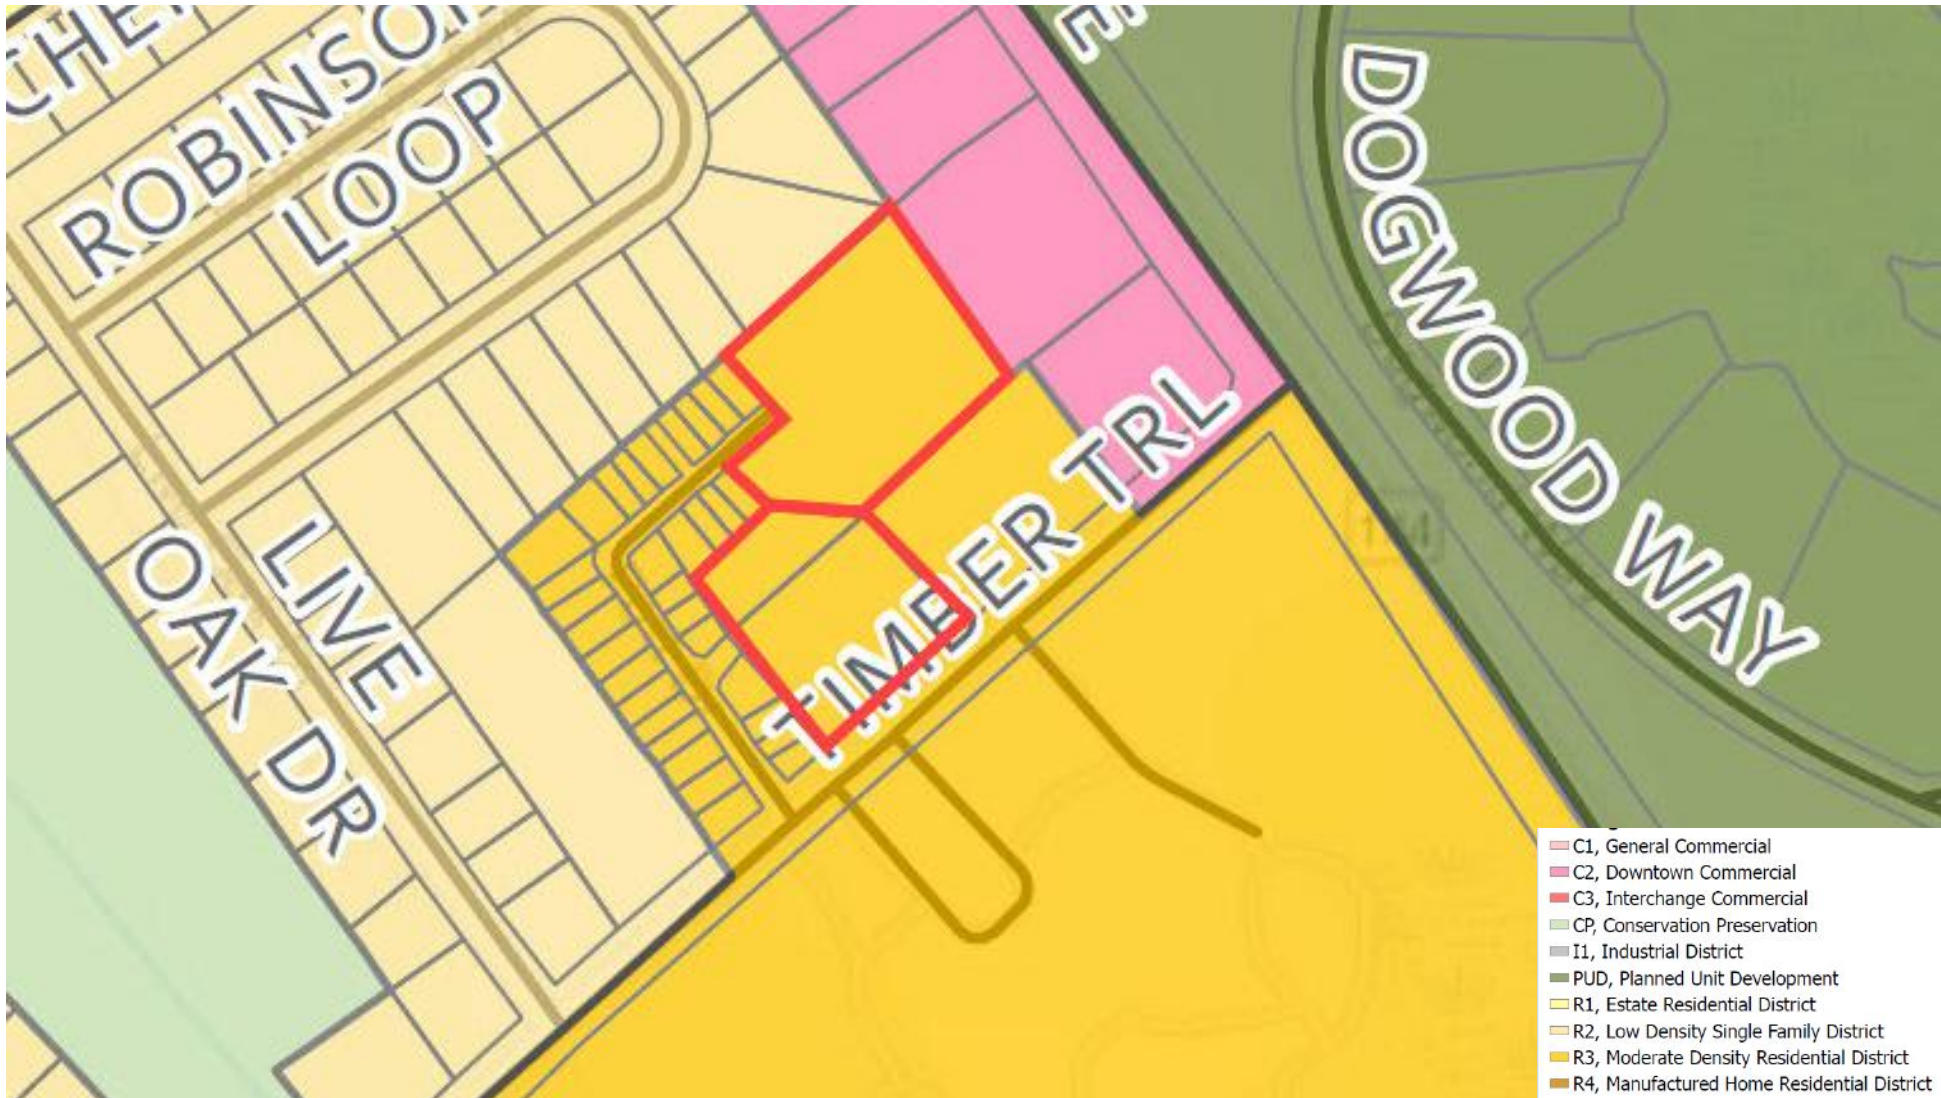 ROBINSON
LOOP
DOGWOOD WAY
TIMBER TRL
LIVE
OAK DR
C1, General Commercial
C2, Downtown Commercial
C3, Interchange Commercial
CP, Conservation Preservation
I1, Industrial District
PUD, Planned Unit Development
R1, Estate Residential District
R2, Low Density Single Family District
R3, Moderate Density Residential District
R4, Manufactured Home Residential District